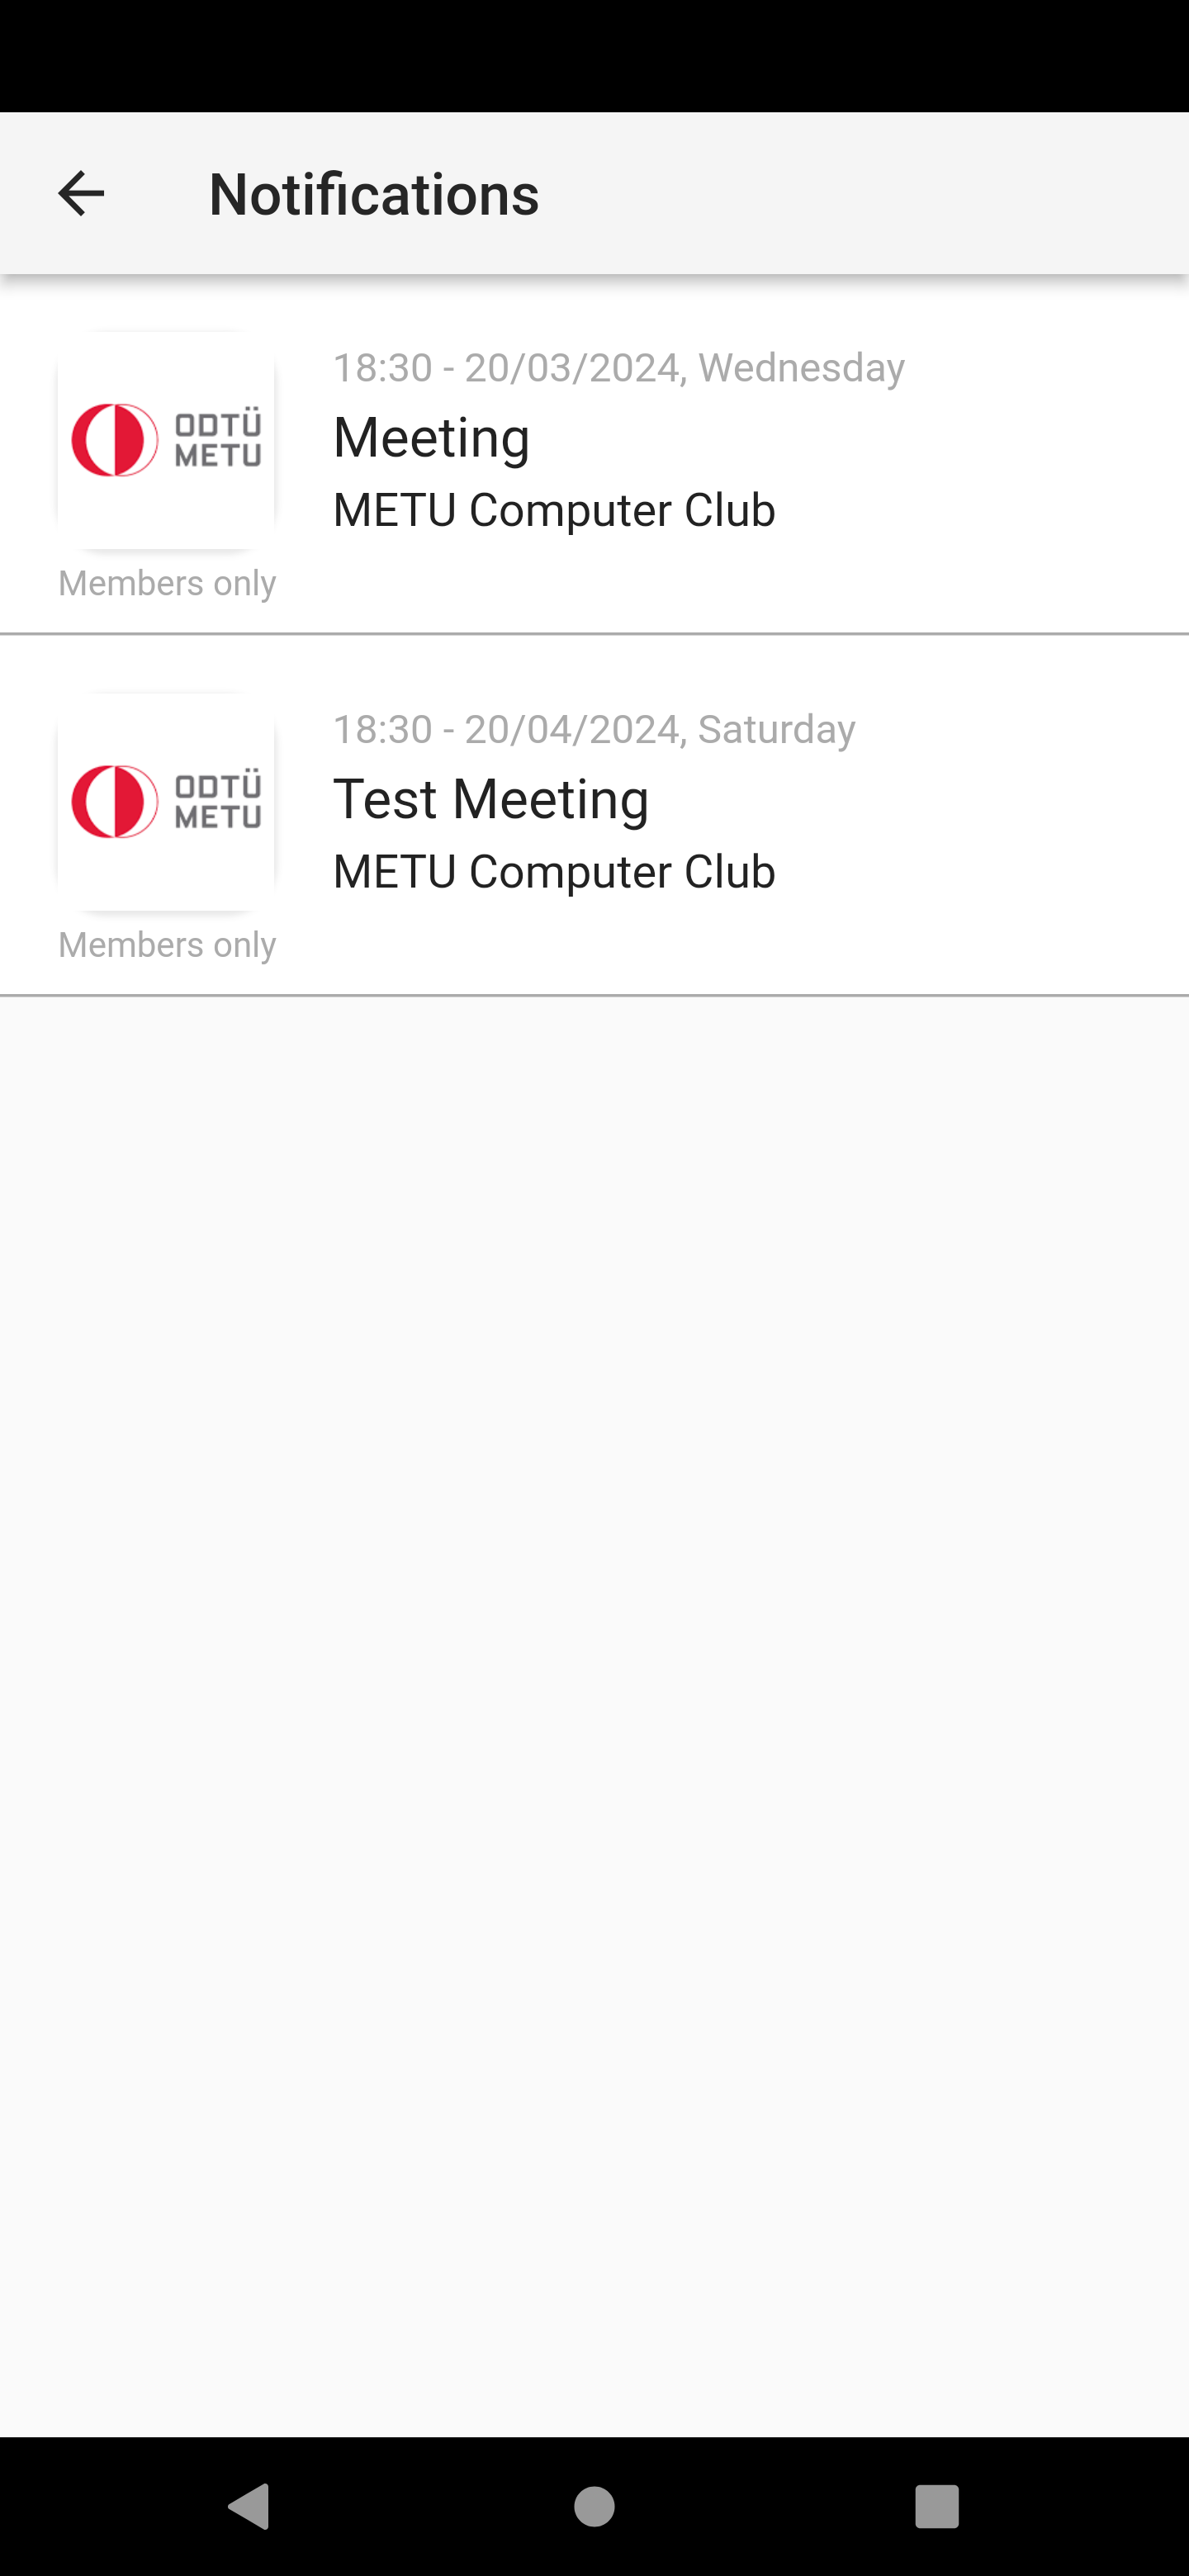 Notifications
18:30 - 20/03/2024, Wednesday
ODTÜ
METU
Meeting
METU Computer Club
Members only
18:30 - 20/04/2024, Saturday
ODTÜ
METU
Test Meeting
METU Computer Club
Members only